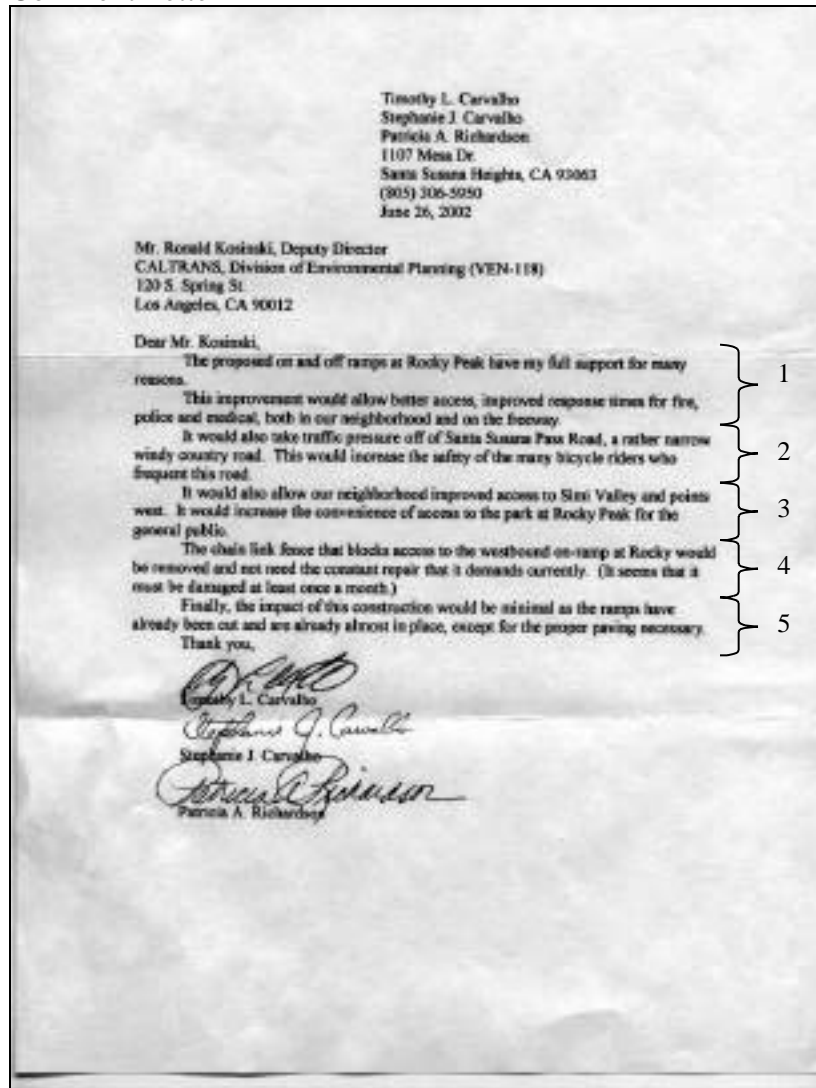 Timothy L. Carvalho
Stephanie J. Carvalho
Patricia A. Richardson
1107 Mesa Dr.
Santa Susana Heights, CA 93063
(805) 306-5950
June 26, 2002
Mr. Ronald Kosinski, Deputy Director
CALTRANS, Division of Environmental Planning (VEN-118)
120 S. Spring St.
Los Angeles, CA 90012
Dear Mr. Kosinski,
The proposed on and off ramps at Rocky Peak have my full support for many
reasons.
This improvement would allow better access, improved response times for fire,
police and medical, both in our neighborhood and on the freeway.
It would also take traffic pressure off of Santa Susana Pass Road, a rather narrow
windy country road. This would increase the safety of the many bicycle riders who
frequent this road.
It would also allow our neighborhood improved access to Simi Valley and points
west. It would increase the convenience of access to the park at Rocky Peak for the
general public.
The chain link fence that blocks access to the westbound on-ramp at Rocky would
be removed and not need the constant repair that it demands currently. (It seems that it
must be damaged at least once a month.)
Finally, the impact of this construction would be minimal as the ramps have
already been cut and are already almost in place, except for the proper paving necessary.
Thank you,
Timothy L. Carvalho
Stephanie J. Carvalho
Stephanie J. Carvalho
Patricia A Richardson
Patricia A. Richardson
1
2
3
4
5